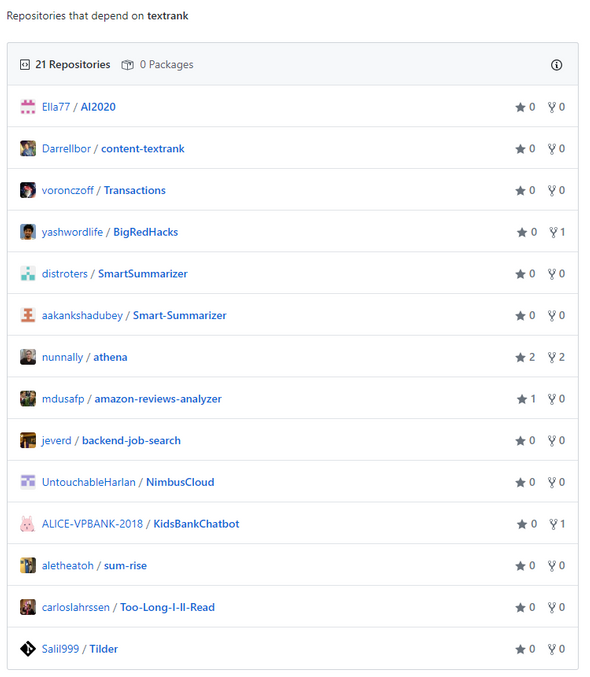 Repositories that depend on textrank
21 Repositories 0 Packages
Ella77 / AI2020 0 0
Darrellbor / content-textrank 0 0
voronczoff / Transactions 0 0
yashwordlife / BigRedHacks 0 1
distroters / SmartSummarizer 0 0
aakankshadubey / Smart-Summarizer 0 0
nunnally / athena 2 2
mdusafp / amazon-reviews-analyzer 1 0
jeverd / backend-job-search 0 0
UntouchableHarlan / NimbusCloud 0 0
ALICE-VPBANK-2018 / KidsBankChatbot 0 1
aletheatoh / sum-rise 0 0
carloslahrssen / Too-Long-I-ll-Read 0 0
Salil999 / Tilder 0 0